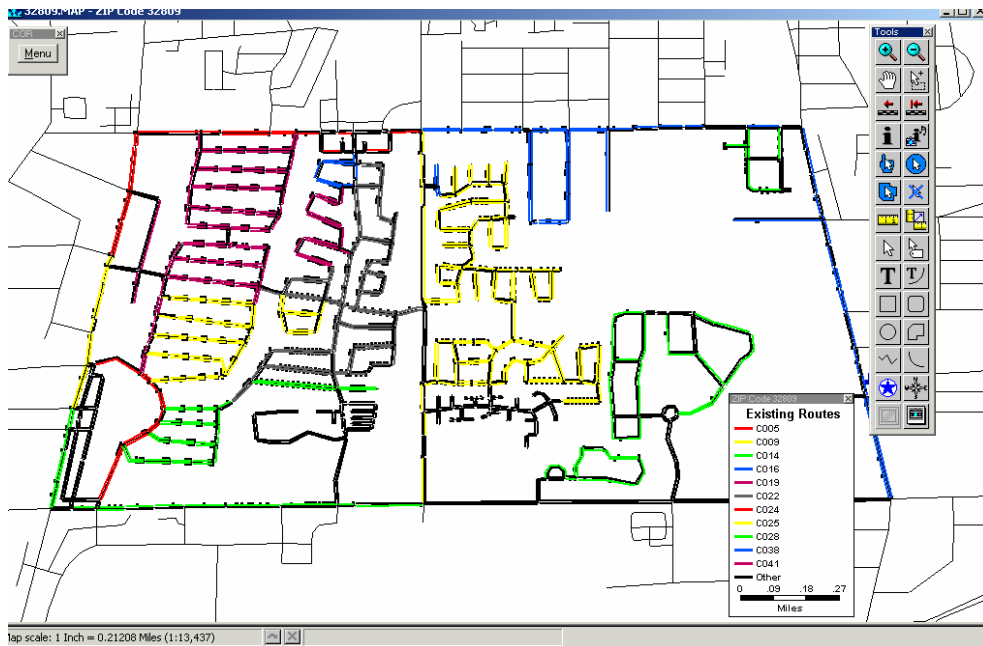 32809.MAP - ZIP Code 32809
COR
Menu
Tools
ZIP Code 32809
Existing Routes
C005
C009
C014
C016
C019
C022
C024
C025
C028
C038
C041
Other
0 .09 .18 .27
Miles
Map scale: 1 Inch = 0.21208 Miles (1:13,437)